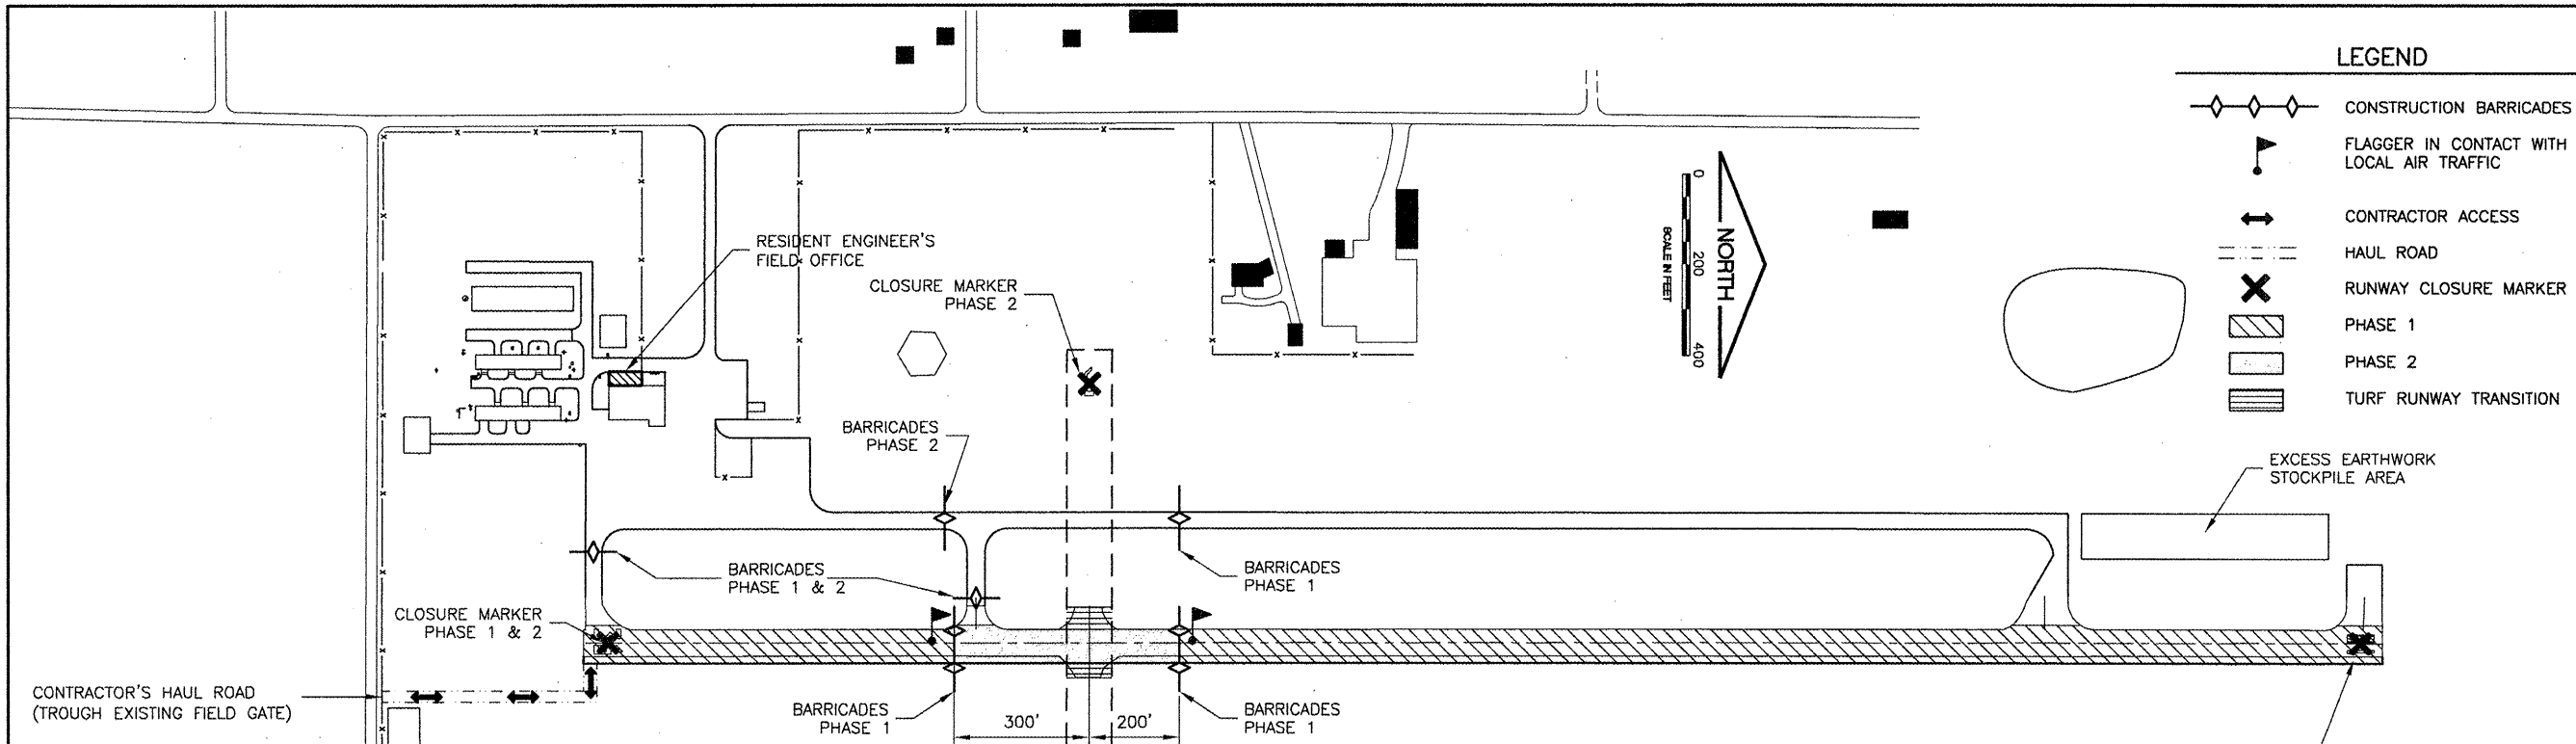 LEGEND
CONSTRUCTION BARRICADES
FLAGGER IN CONTACT WITH
LOCAL AIR TRAFFIC
CONTRACTOR ACCESS
HAUL ROAD
RUNWAY CLOSURE MARKER
PHASE 1
PHASE 2
TURF RUNWAY TRANSITION
RESIDENT ENGINEER'S
FIELD OFFICE
CLOSURE MARKER
PHASE 2
0
200
400
SCALE IN FEET
NORTH
BARRICADES
PHASE 2
EXCESS EARTHWORK
STOCKPILE AREA
BARRICADES
PHASE 1 & 2
BARRICADES
PHASE 1
CLOSURE MARKER
PHASE 1 & 2
CONTRACTOR'S HAUL ROAD
(TROUGH EXISTING FIELD GATE)
BARRICADES
PHASE 1
300'
200'
BARRICADES
PHASE 1